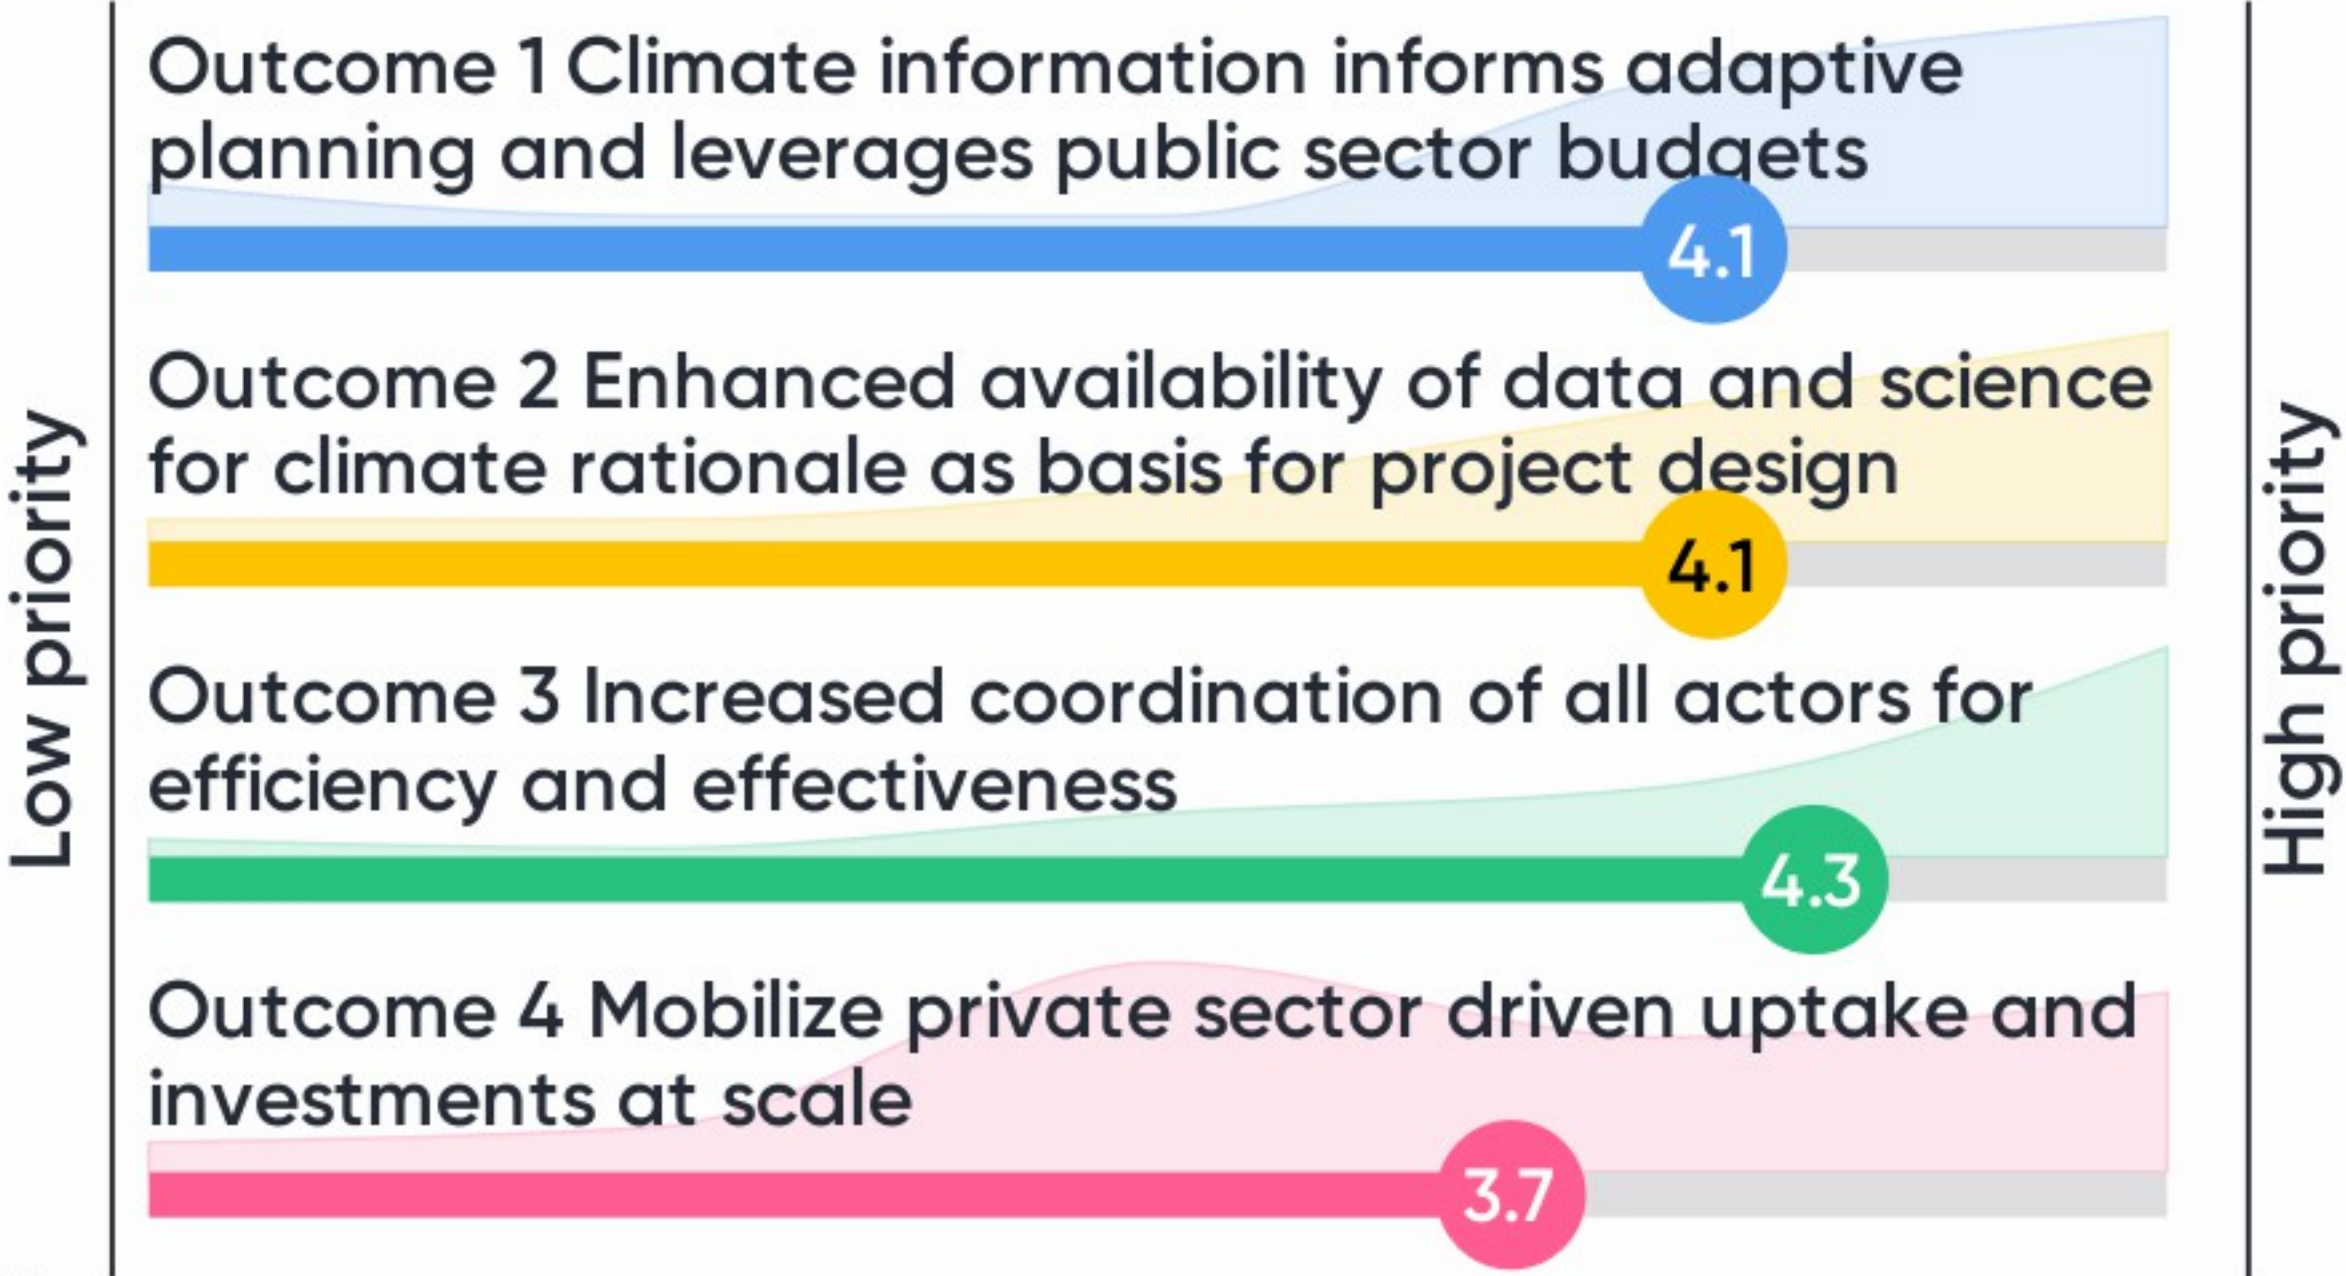 Low priority
Outcome 1 Climate information informs adaptive
planning and leverages public sector budgets
4.1
Outcome 2 Enhanced availability of data and science
for climate rationale as basis for project design
4.1
Outcome 3 Increased coordination of all actors for
efficiency and effectiveness
4.3
Outcome 4 Mobilize private sector driven uptake and
investments at scale
3.7
High priority